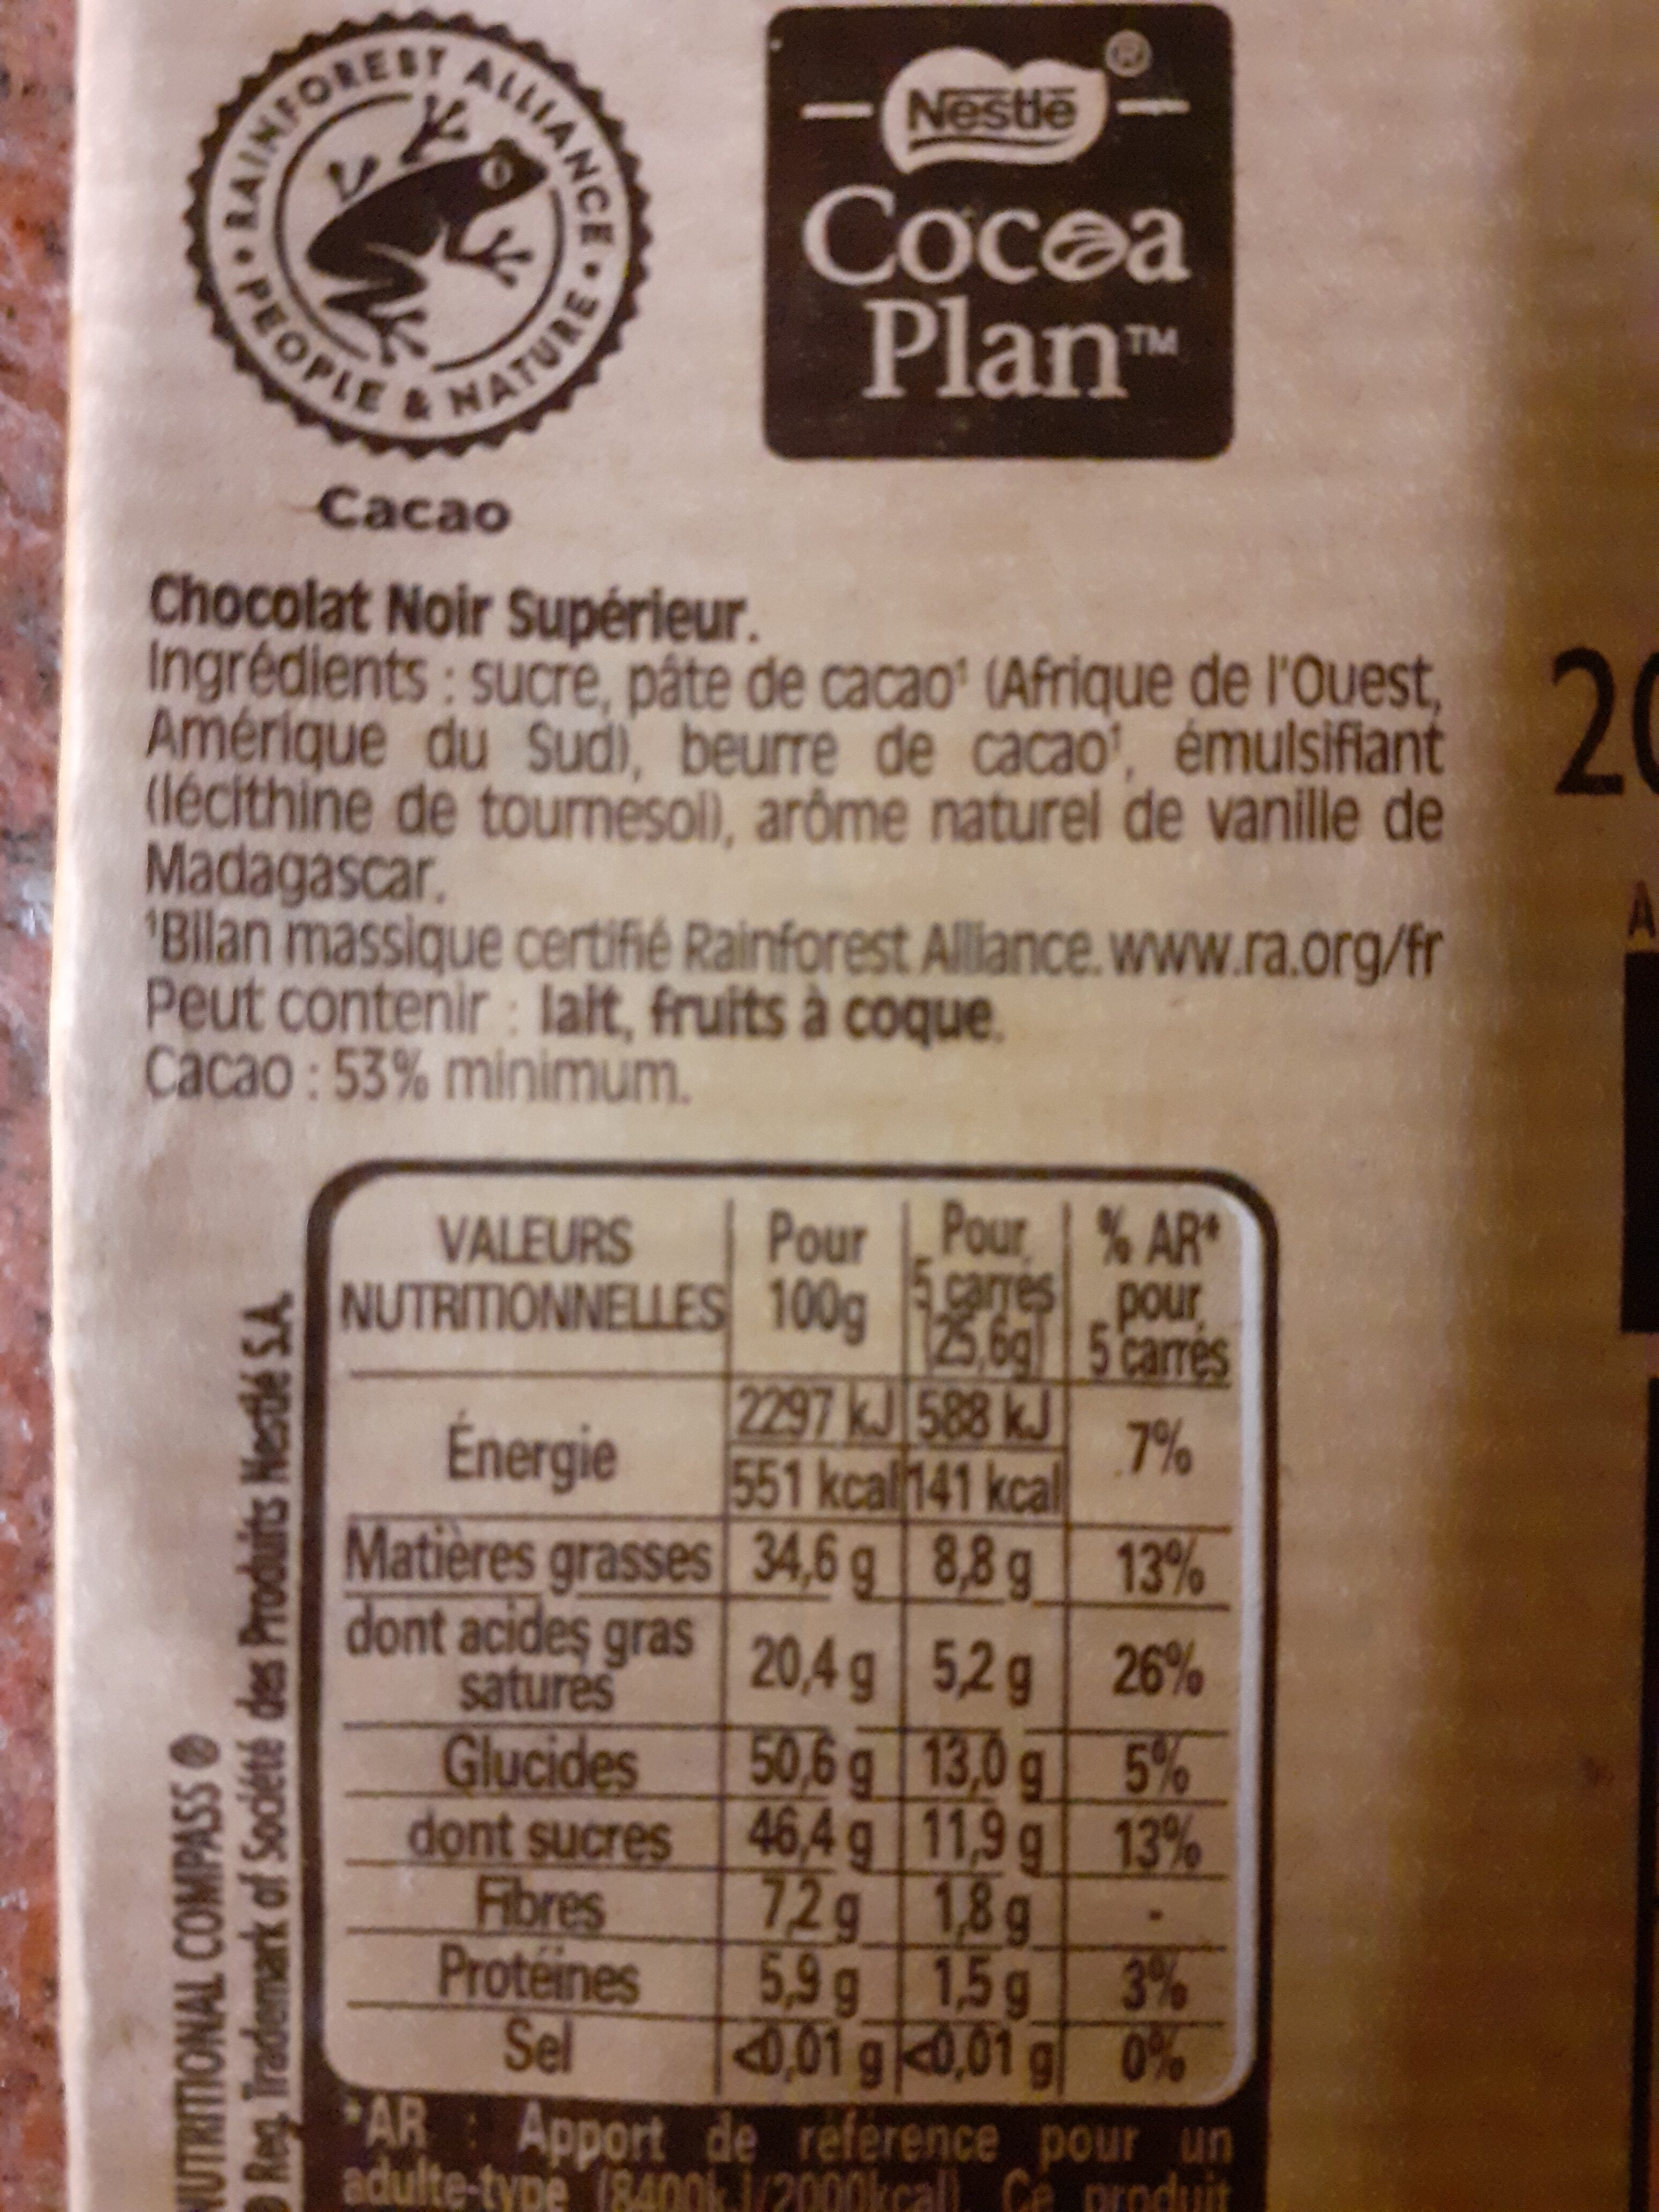 RAINFOREST ALLIANCE
PEOPLE & NATURE
Cacao
Nestlé ®
Cocoa
Plan™
Chocolat Noir Supérieur.
Ingrédients : sucre, pâte de cacao¹ (Afrique de l'Ouest,
Amérique du Sud), beurre de cacao¹, émulsifiant
(lécithine de tournesol), arôme naturel de vanille de
Madagascar.
¹Bilan massique certifié Rainforest Alliance. www.ra.org/fr
Peut contenir : lait, fruits à coque.
Cacao : 53% minimum.
20
A
VALEURS NUTRITIONNELLES | Pour 100g | Pour 5 carrés (25,6g) | % AR* pour 5 carrés
Énergie | 2297 kJ | 588 kJ | 7%
551 kcal | 141 kcal
Matières grasses | 34,6 g | 8,8 g | 13%
dont acides gras saturés | 20,4 g | 5,2 g | 26%
Glucides | 50,6 g | 13,0 g | 5%
dont sucres | 46,4 g | 11,9 g | 13%
Fibres | 7,2 g | 1,8 g | -
Protéines | 5,9 g | 1,5 g | 3%
Sel | <0,01 g | <0,01 g | 0%
*AR : Apport de référence pour un
adulte-type (8400kJ/2000kcal). Ce produit
NUTRITIONAL COMPASS ®
® Reg. Trademark of Société des Produits Nestlé S.A.